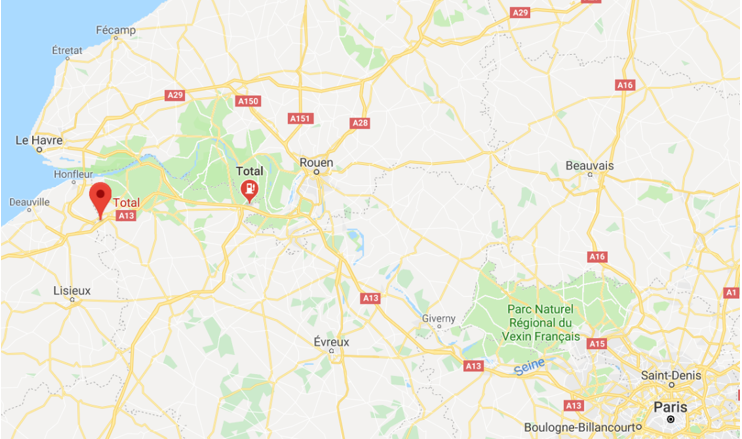 A29
Fécamp
Étretat
A16
A29
A150
A151
A28
Le Havre
Rouen
Beauvais
Honfleur
Total
Total
Deauville
A13
A16
Lisieux
A13
A1
Parc Naturel
Régional du
Vexin Français
Giverny
Évreux
A15
A13
Seine
Saint-Denis
A13
Paris
Boulogne-Billancourt